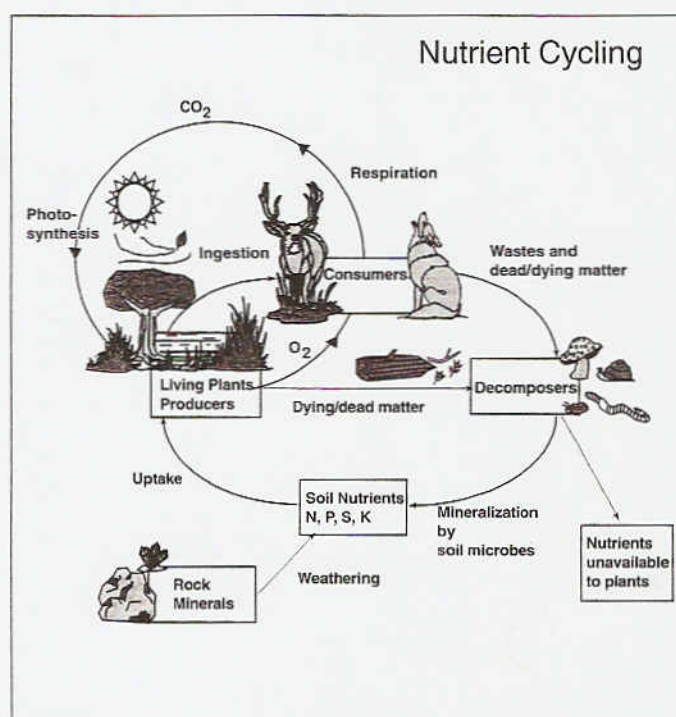 Nutrient Cycling
CO2
Respiration
Photo-
synthesis
Ingestion
Consumers
Wastes and
dead/dying matter
O2
Living Plants
Producers
Dying/dead matter
Decomposers
Uptake
Soil Nutrients
N, P, S, K
Mineralization
by
soil microbes
Nutrients
unavailable
to plants
Rock
Minerals
Weathering